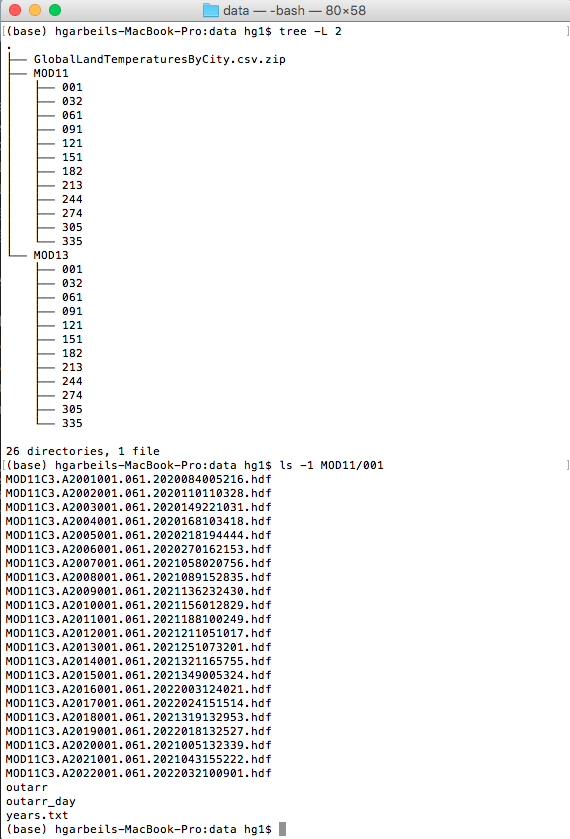 data — -bash — 80×58
[(base) hgarbeils-MacBook-Pro:data hg1$ tree -L 2 ]
.
├── GlobalLandTemperaturesByCity.csv.zip
├── MOD11
│   ├── 001
│   ├── 032
│   ├── 061
│   ├── 091
│   ├── 121
│   ├── 151
│   ├── 182
│   ├── 213
│   ├── 244
│   ├── 274
│   ├── 305
│   └── 335
└── MOD13
    ├── 001
    ├── 032
    ├── 061
    ├── 091
    ├── 121
    ├── 151
    ├── 182
    ├── 213
    ├── 244
    ├── 274
    ├── 305
    └── 335
26 directories, 1 file
[(base) hgarbeils-MacBook-Pro:data hg1$ ls -1 MOD11/001 ]
MOD11C3.A2001001.061.2020084005216.hdf
MOD11C3.A2002001.061.2020110110328.hdf
MOD11C3.A2003001.061.2020149221031.hdf
MOD11C3.A2004001.061.2020168103418.hdf
MOD11C3.A2005001.061.2020218194444.hdf
MOD11C3.A2006001.061.2020270162153.hdf
MOD11C3.A2007001.061.2021058020756.hdf
MOD11C3.A2008001.061.2021089152835.hdf
MOD11C3.A2009001.061.2021136232430.hdf
MOD11C3.A2010001.061.2021156012829.hdf
MOD11C3.A2011001.061.2021188100249.hdf
MOD11C3.A2012001.061.2021211051017.hdf
MOD11C3.A2013001.061.2021251073201.hdf
MOD11C3.A2014001.061.2021321165755.hdf
MOD11C3.A2015001.061.2021349005324.hdf
MOD11C3.A2016001.061.2022003124021.hdf
MOD11C3.A2017001.061.2022024151514.hdf
MOD11C3.A2018001.061.2021319132953.hdf
MOD11C3.A2019001.061.2022018132527.hdf
MOD11C3.A2020001.061.2021005132339.hdf
MOD11C3.A2021001.061.2021043155222.hdf
MOD11C3.A2022001.061.2022032100901.hdf
outarr
outarr_day
years.txt
(base) hgarbeils-MacBook-Pro:data hg1$